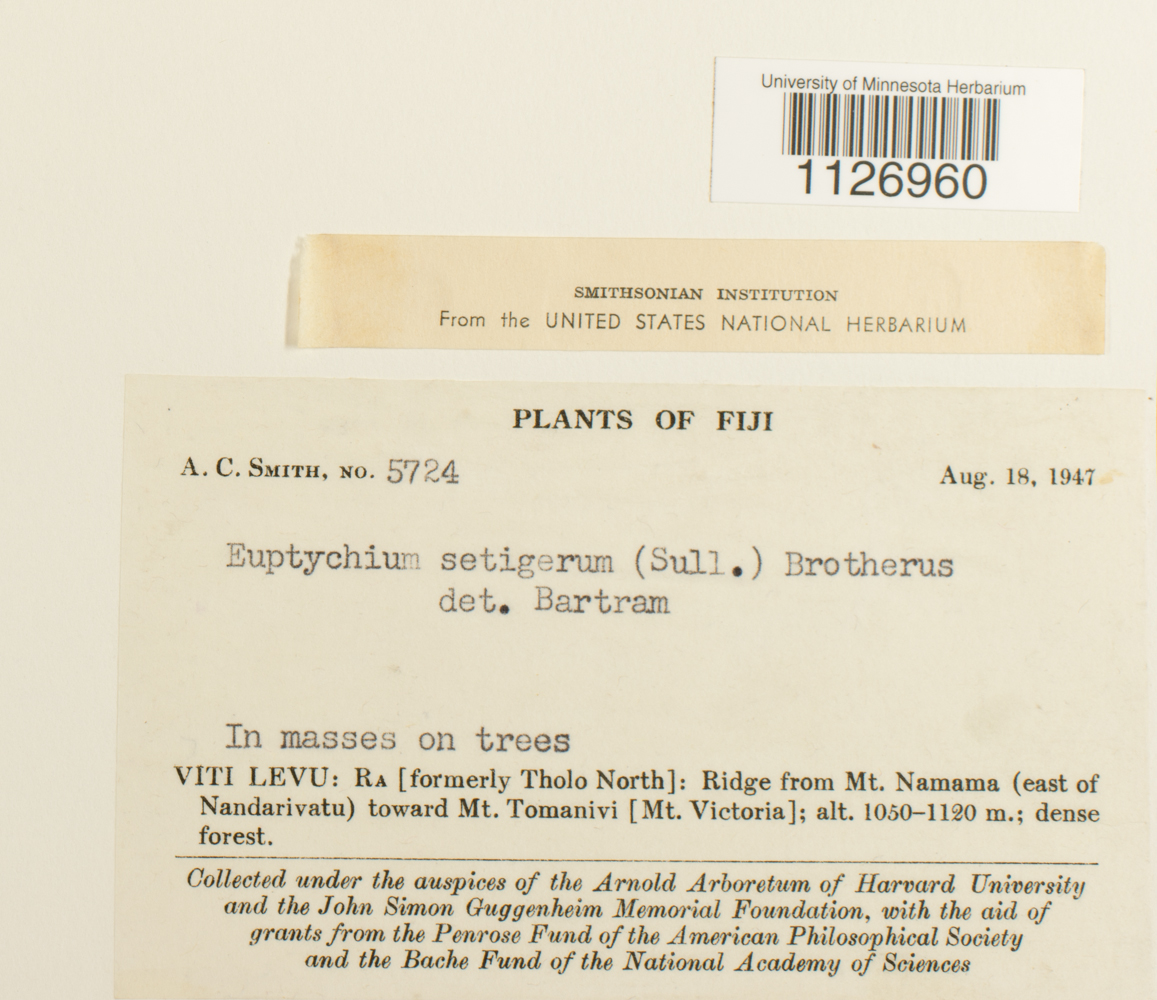 University of Minnesota Herbarium
1126960
SMITHSONIAN INSTITUTION
From the UNITED STATES NATIONAL HERBARIUM
PLANTS OF FIJI
A. C. SMITH, NO. 5724
Aug. 18, 1947
Euptychium setigerum (Sull.) Brotherus
det. Bartram
In masses on trees
VITI LEVU: RA [formerly Tholo North]: Ridge from Mt. Namama (east of
Nandarivatu) toward Mt. Tomanivi [Mt. Victoria]; alt. 1050–1120 m.; dense
forest.
Collected under the auspices of the Arnold Arboretum of Harvard University
and the John Simon Guggenheim Memorial Foundation, with the aid of
grants from the Penrose Fund of the American Philosophical Society
and the Bache Fund of the National Academy of Sciences